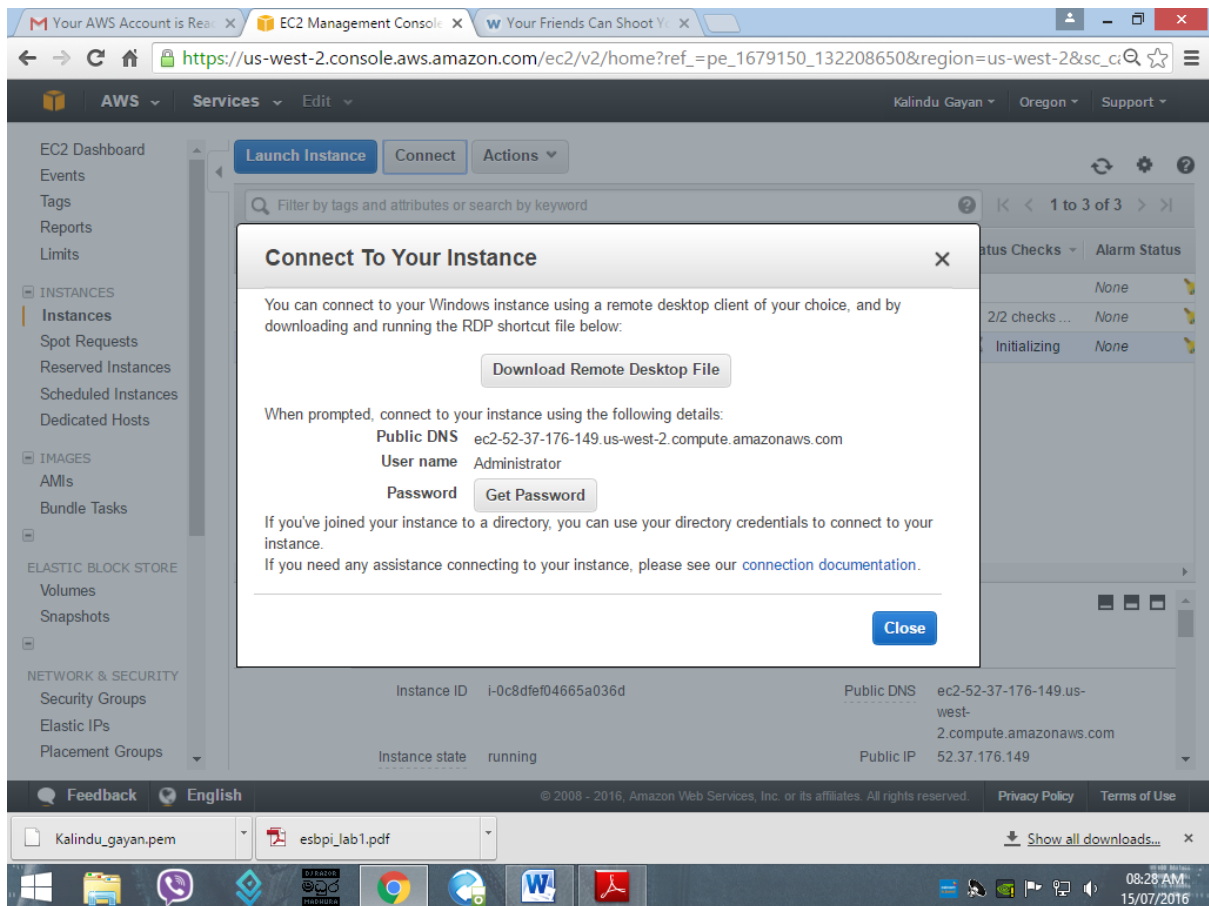 Your AWS Account is Reac
EC2 Management Console
Your Friends Can Shoot Yo
https://us-west-2.console.aws.amazon.com/ec2/v2/home?ref_=pe_1679150_132208650&region=us-west-2&sc_ca
AWS Services Edit Kalindu Gayan Oregon Support
EC2 Dashboard
Events
Tags
Reports
Limits
INSTANCES
Instances
Spot Requests
Reserved Instances
Scheduled Instances
Dedicated Hosts
IMAGES
AMIs
Bundle Tasks
ELASTIC BLOCK STORE
Volumes
Snapshots
NETWORK & SECURITY
Security Groups
Elastic IPs
Placement Groups
Launch Instance Connect Actions
Filter by tags and attributes or search by keyword
1 to 3 of 3
atus Checks Alarm Status
None
2/2 checks ... None
Initializing None
Connect To Your Instance
You can connect to your Windows instance using a remote desktop client of your choice, and by
downloading and running the RDP shortcut file below:
Download Remote Desktop File
When prompted, connect to your instance using the following details:
Public DNS ec2-52-37-176-149.us-west-2.compute.amazonaws.com
User name Administrator
Password Get Password
If you've joined your instance to a directory, you can use your directory credentials to connect to your
instance.
If you need any assistance connecting to your instance, please see our connection documentation.
Close
Instance ID i-0c8dfef04665a036d
Public DNS ec2-52-37-176-149.us-
west-
2.compute.amazonaws.com
Instance state running
Public IP 52.37.176.149
Feedback English © 2008 - 2016, Amazon Web Services, Inc. or its affiliates. All rights reserved. Privacy Policy Terms of Use
Kalindu_gayan.pem
esbpi_lab1.pdf
Show all downloads...
මධුර
MADHURA
08:28 AM
15/07/2016